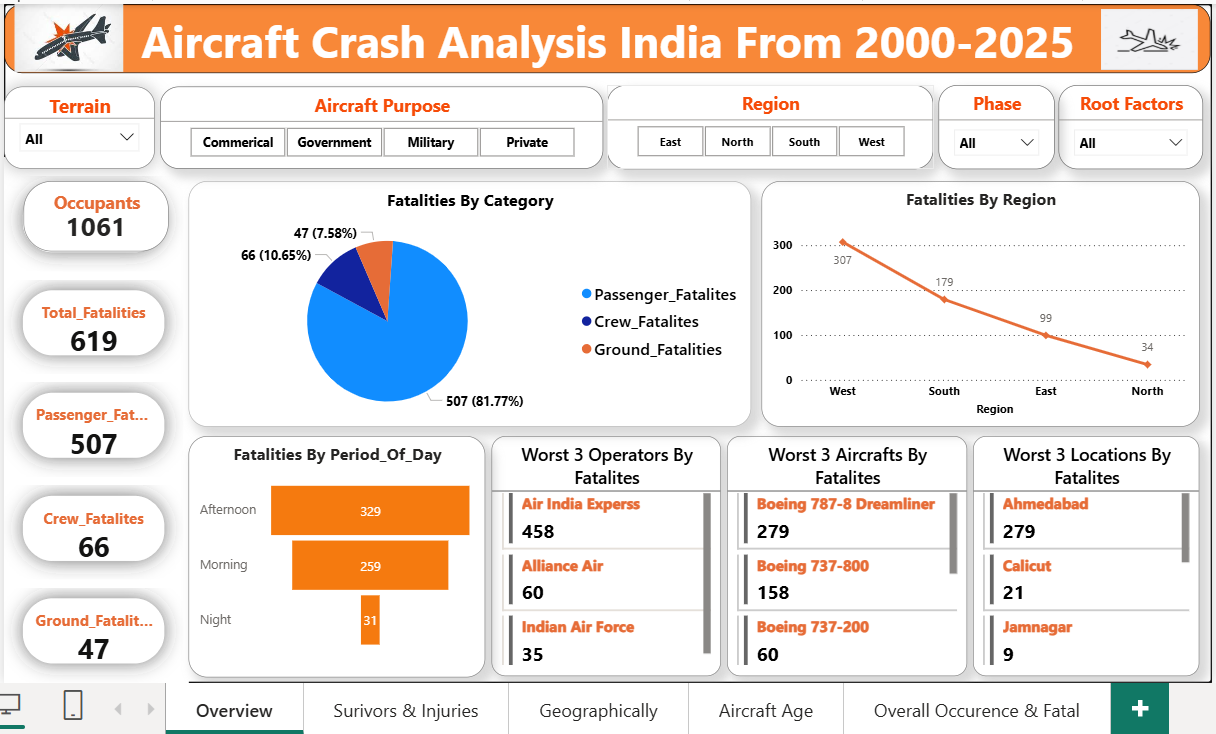 Aircraft Crash Analysis India From 2000-2025
Terrain
All
Aircraft Purpose
Commerical
Government
Military
Private
Region
East
North
South
West
Phase
All
Root Factors
All
Occupants
1061
Total_Fatalities
619
Passenger_Fat...
507
Crew_Fatalites
66
Ground_Fatalit...
47
Fatalities By Category
47 (7.58%)
66 (10.65%)
507 (81.77%)
Passenger_Fatalites
Crew_Fatalites
Ground_Fatalities
Fatalities By Region
300
200
100
0
307
179
99
34
West
South
East
North
Region
Fatalities By Period_Of_Day
Afternoon
329
Morning
259
Night
31
Worst 3 Operators By
Fatalites
Air India Experss
458
Alliance Air
60
Indian Air Force
35
Worst 3 Aircrafts By
Fatalites
Boeing 787-8 Dreamliner
279
Boeing 737-800
158
Boeing 737-200
60
Worst 3 Locations By
Fatalites
Ahmedabad
279
Calicut
21
Jamnagar
9
Overview
Surivors & Injuries
Geographically
Aircraft Age
Overall Occurence & Fatal